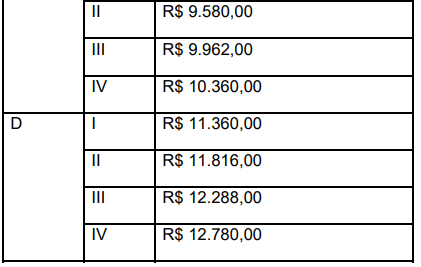 II R$ 9.580,00
III R$ 9.962,00
IV R$ 10.360,00
D I R$ 11.360,00
II R$ 11.816,00
III R$ 12.288,00
IV R$ 12.780,00